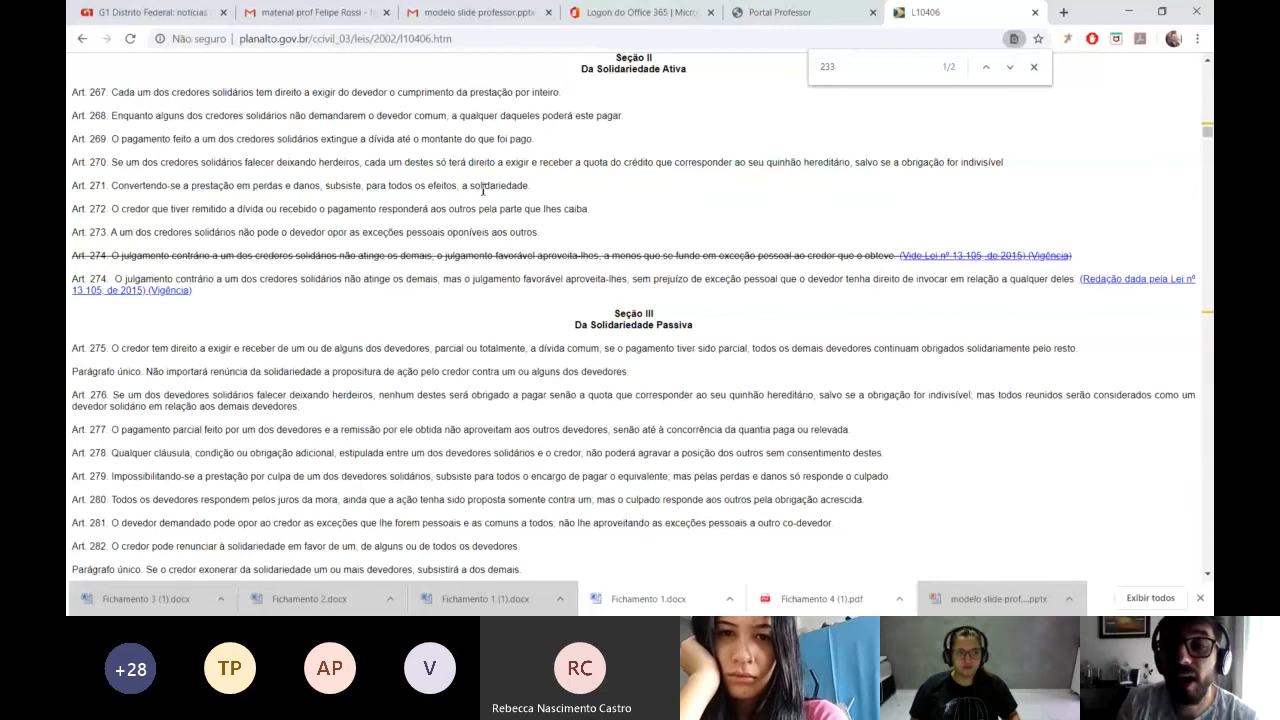 G1 Distrito Federal: notícias
material prof Felipe Rossi - f
modelo slide professor.pptx
Logon do Office 365 | Micro
Portal Professor
L10406
Não seguro | planalto.gov.br/ccivil_03/leis/2002/l10406.htm
233 1/2
Seção II
Da Solidariedade Ativa
Art. 267. Cada um dos credores solidários tem direito a exigir do devedor o cumprimento da prestação por inteiro.
Art. 268. Enquanto alguns dos credores solidários não demandarem o devedor comum, a qualquer daqueles poderá este pagar.
Art. 269. O pagamento feito a um dos credores solidários extingue a dívida até o montante do que foi pago.
Art. 270. Se um dos credores solidários falecer deixando herdeiros, cada um destes só terá direito a exigir e receber a quota do crédito que corresponder ao seu quinhão hereditário, salvo se a obrigação for indivisível.
Art. 271. Convertendo-se a prestação em perdas e danos, subsiste, para todos os efeitos, a solidariedade.
Art. 272. O credor que tiver remitido a dívida ou recebido o pagamento responderá aos outros pela parte que lhes caiba.
Art. 273. A um dos credores solidários não pode o devedor opor as exceções pessoais oponíveis aos outros.
Art. 274. O julgamento contrário a um dos credores solidários não atinge os demais; o julgamento favorável aproveita-lhes, a menos que se funde em exceção pessoal ao credor que o obteve. (Vide Lei nº 13.105, de 2015) (Vigência)
Art. 274. O julgamento contrário a um dos credores solidários não atinge os demais, mas o julgamento favorável aproveita-lhes, sem prejuízo de exceção pessoal que o devedor tenha direito de invocar em relação a qualquer deles. (Redação dada pela Lei nº
13.105, de 2015) (Vigência)
Seção III
Da Solidariedade Passiva
Art. 275. O credor tem direito a exigir e receber de um ou de alguns dos devedores, parcial ou totalmente, a dívida comum; se o pagamento tiver sido parcial, todos os demais devedores continuam obrigados solidariamente pelo resto.
Parágrafo único. Não importará renúncia da solidariedade a propositura de ação pelo credor contra um ou alguns dos devedores.
Art. 276. Se um dos devedores solidários falecer deixando herdeiros, nenhum destes será obrigado a pagar senão a quota que corresponder ao seu quinhão hereditário, salvo se a obrigação for indivisível; mas todos reunidos serão considerados como um
devedor solidário em relação aos demais devedores.
Art. 277. O pagamento parcial feito por um dos devedores e a remissão por ele obtida não aproveitam aos outros devedores, senão até à concorrência da quantia paga ou relevada.
Art. 278. Qualquer cláusula, condição ou obrigação adicional, estipulada entre um dos devedores solidários e o credor, não poderá agravar a posição dos outros sem consentimento destes.
Art. 279. Impossibilitando-se a prestação por culpa de um dos devedores solidários, subsiste para todos o encargo de pagar o equivalente; mas pelas perdas e danos só responde o culpado.
Art. 280. Todos os devedores respondem pelos juros da mora, ainda que a ação tenha sido proposta somente contra um; mas o culpado responde aos outros pela obrigação acrescida.
Art. 281. O devedor demandado pode opor ao credor as exceções que lhe forem pessoais e as comuns a todos; não lhe aproveitando as exceções pessoais a outro co-devedor.
Art. 282. O credor pode renunciar à solidariedade em favor de um, de alguns ou de todos os devedores.
Parágrafo único. Se o credor exonerar da solidariedade um ou mais devedores, subsistirá a dos demais.
Fichamento 3 (1).docx
Fichamento 2.docx
Fichamento 1 (1).docx
Fichamento 1.docx
Fichamento 4 (1).pdf
modelo slide prof....pptx
Exibir todos
+28
TP
AP
V
RC
Rebecca Nascimento Castro